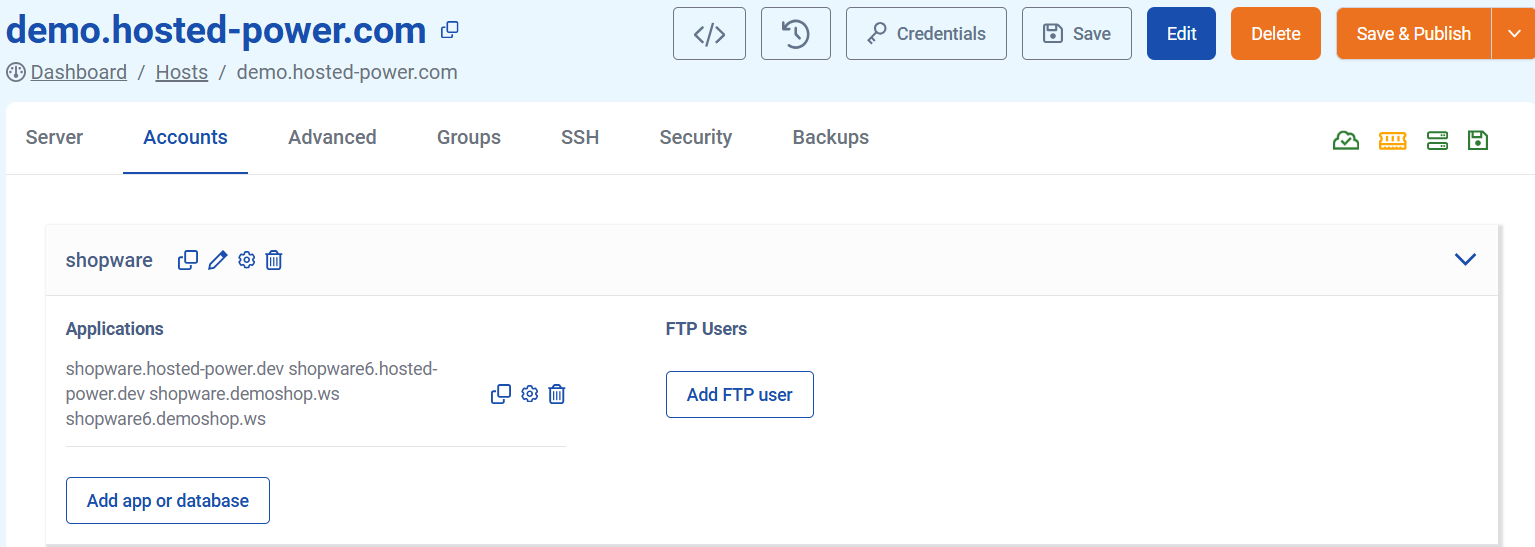 demo.hosted-power.com
Credentials
Save
Edit
Delete
Save & Publish
Dashboard / Hosts / demo.hosted-power.com
Server
Accounts
Advanced
Groups
SSH
Security
Backups
shopware
Applications
shopware.hosted-power.dev shopware6.hosted-
power.dev shopware.demoshop.ws
shopware6.demoshop.ws
Add app or database
FTP Users
Add FTP user